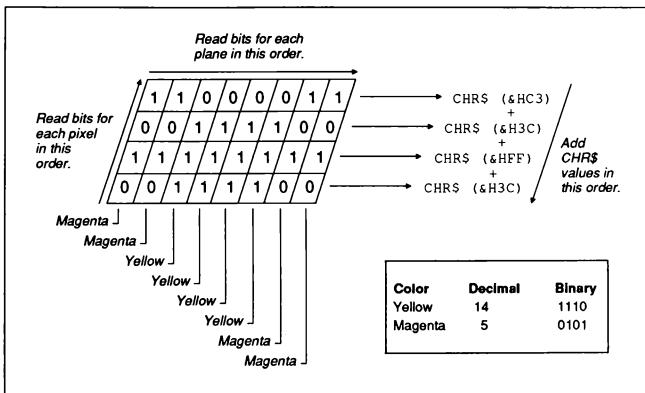 Read bits for each
plane in this order.
Read bits for
each pixel
in this
order.
1 1 0 0 0 0 1 1
0 0 1 1 1 1 0 0
1 1 1 1 1 1 1 1
0 0 1 1 1 1 0 0
CHR$ (&HC3)
+
CHR$ (&H3C)
+
CHR$ (&HFF)
+
CHR$ (&H3C)
Add
CHR$
values in
this order.
Magenta
Magenta
Yellow
Yellow
Yellow
Yellow
Magenta
Magenta
Color Decimal Binary
Yellow 14 1110
Magenta 5 0101